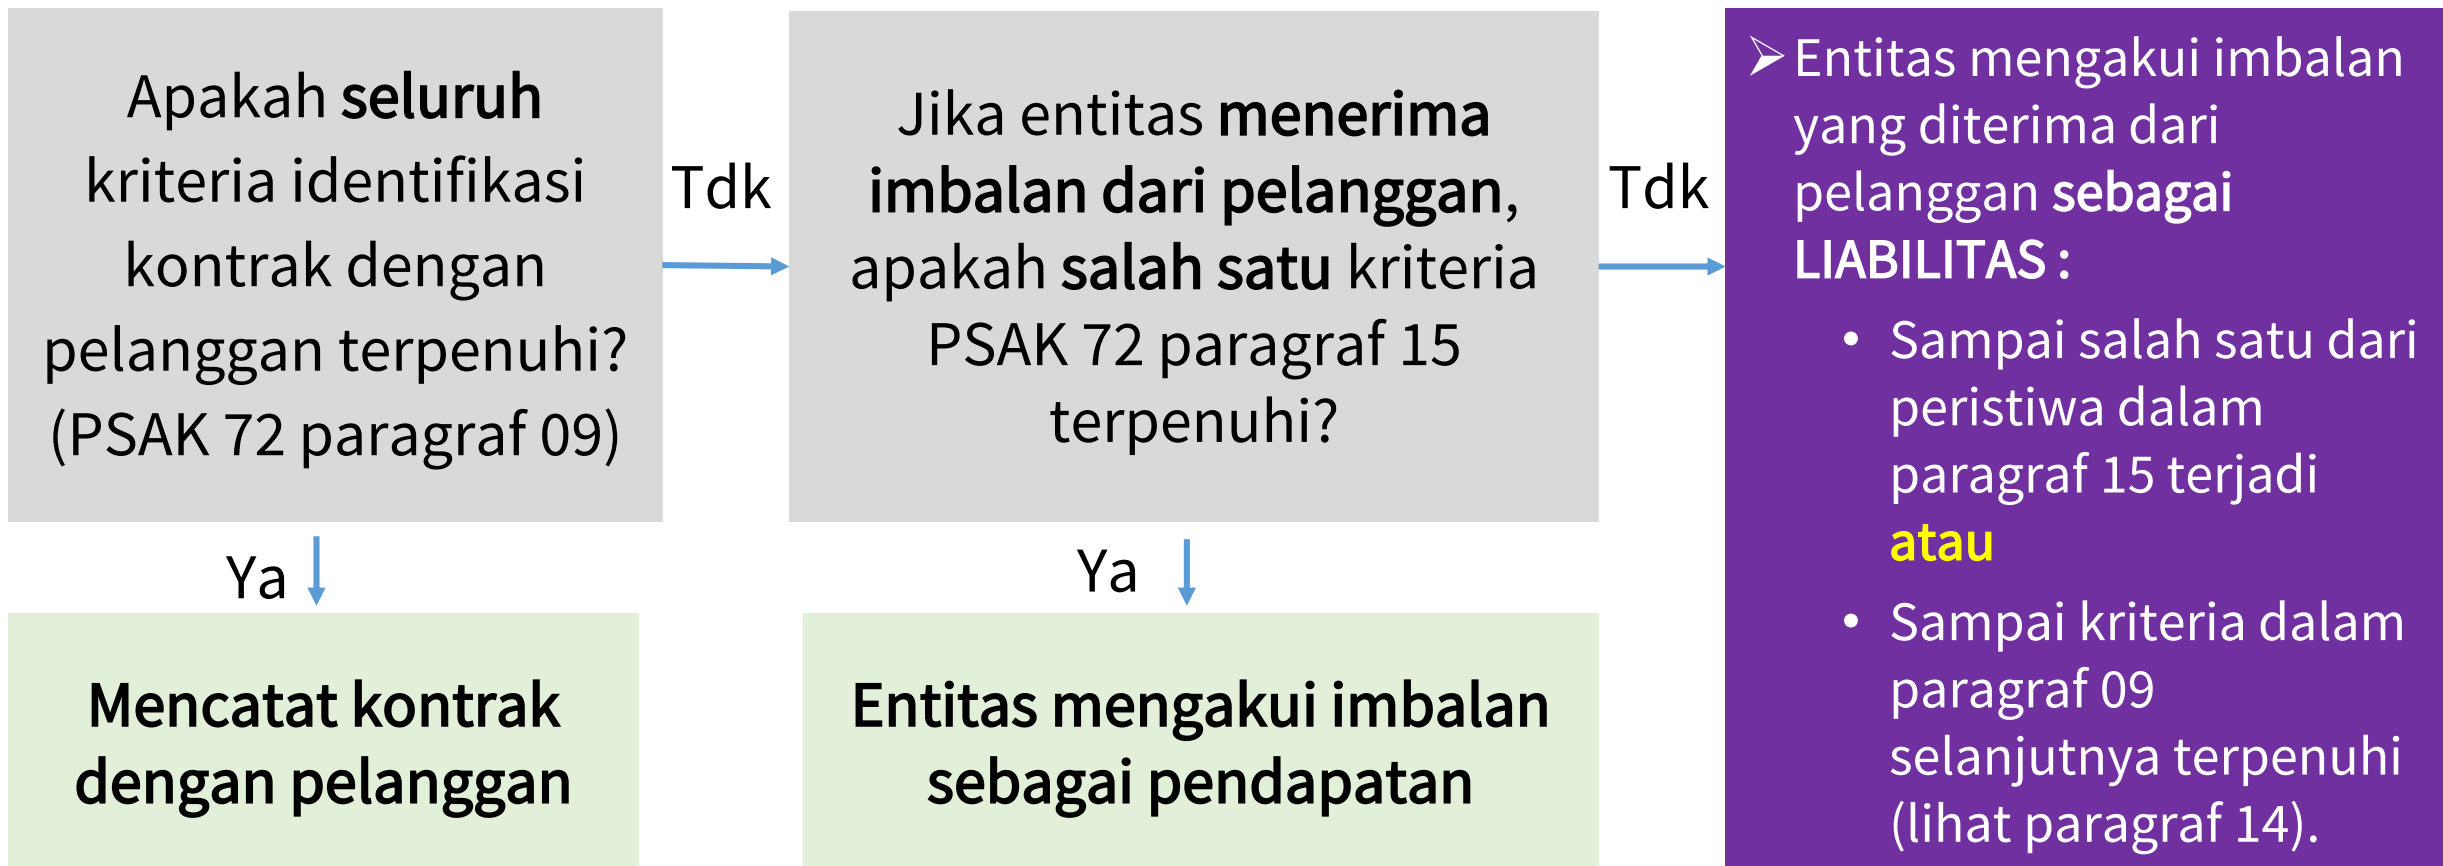 Apakah seluruh
kriteria identifikasi
kontrak dengan
pelanggan terpenuhi?
(PSAK 72 paragraf 09)
Tdk
Jika entitas menerima
imbalan dari pelanggan,
apakah salah satu kriteria
PSAK 72 paragraf 15
terpenuhi?
Tdk
Entitas mengakui imbalan
yang diterima dari
pelanggan sebagai
LIABILITAS :
• Sampai salah satu dari
peristiwa dalam
paragraf 15 terjadi
atau
• Sampai kriteria dalam
paragraf 09
selanjutnya terpenuhi
(lihat paragraf 14).
Ya
Mencatat kontrak
dengan pelanggan
Ya
Entitas mengakui imbalan
sebagai pendapatan